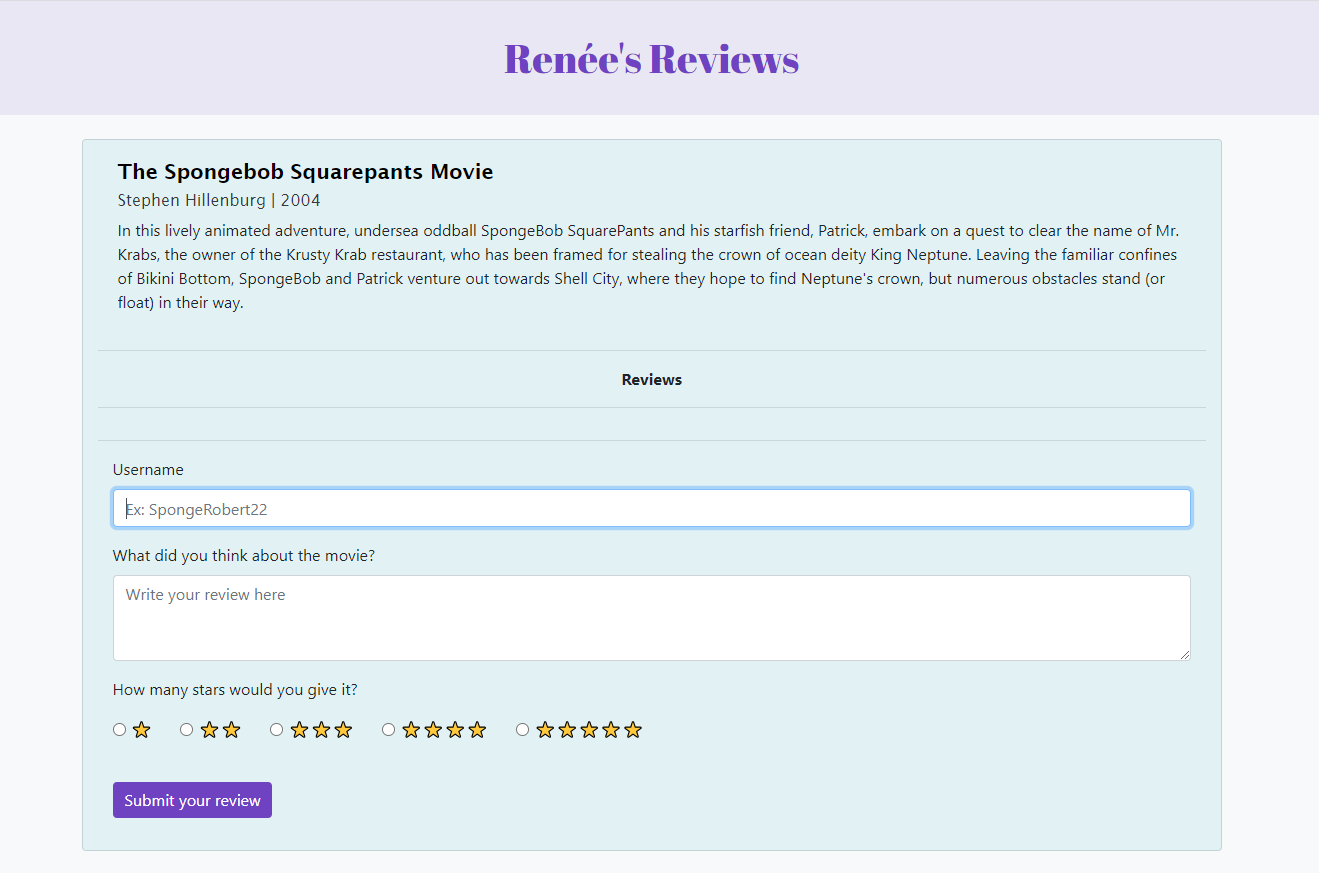 Renée's Reviews
The Spongebob Squarepants Movie
Stephen Hillenburg | 2004
In this lively animated adventure, undersea oddball SpongeBob SquarePants and his starfish friend, Patrick, embark on a quest to clear the name of Mr.
Krabs, the owner of the Krusty Krab restaurant, who has been framed for stealing the crown of ocean deity King Neptune. Leaving the familiar confines
of Bikini Bottom, SpongeBob and Patrick venture out towards Shell City, where they hope to find Neptune's crown, but numerous obstacles stand (or
float) in their way.
Reviews
Username
Ex: SpongeRobert22
What did you think about the movie?
Write your review here
How many stars would you give it?
Submit your review